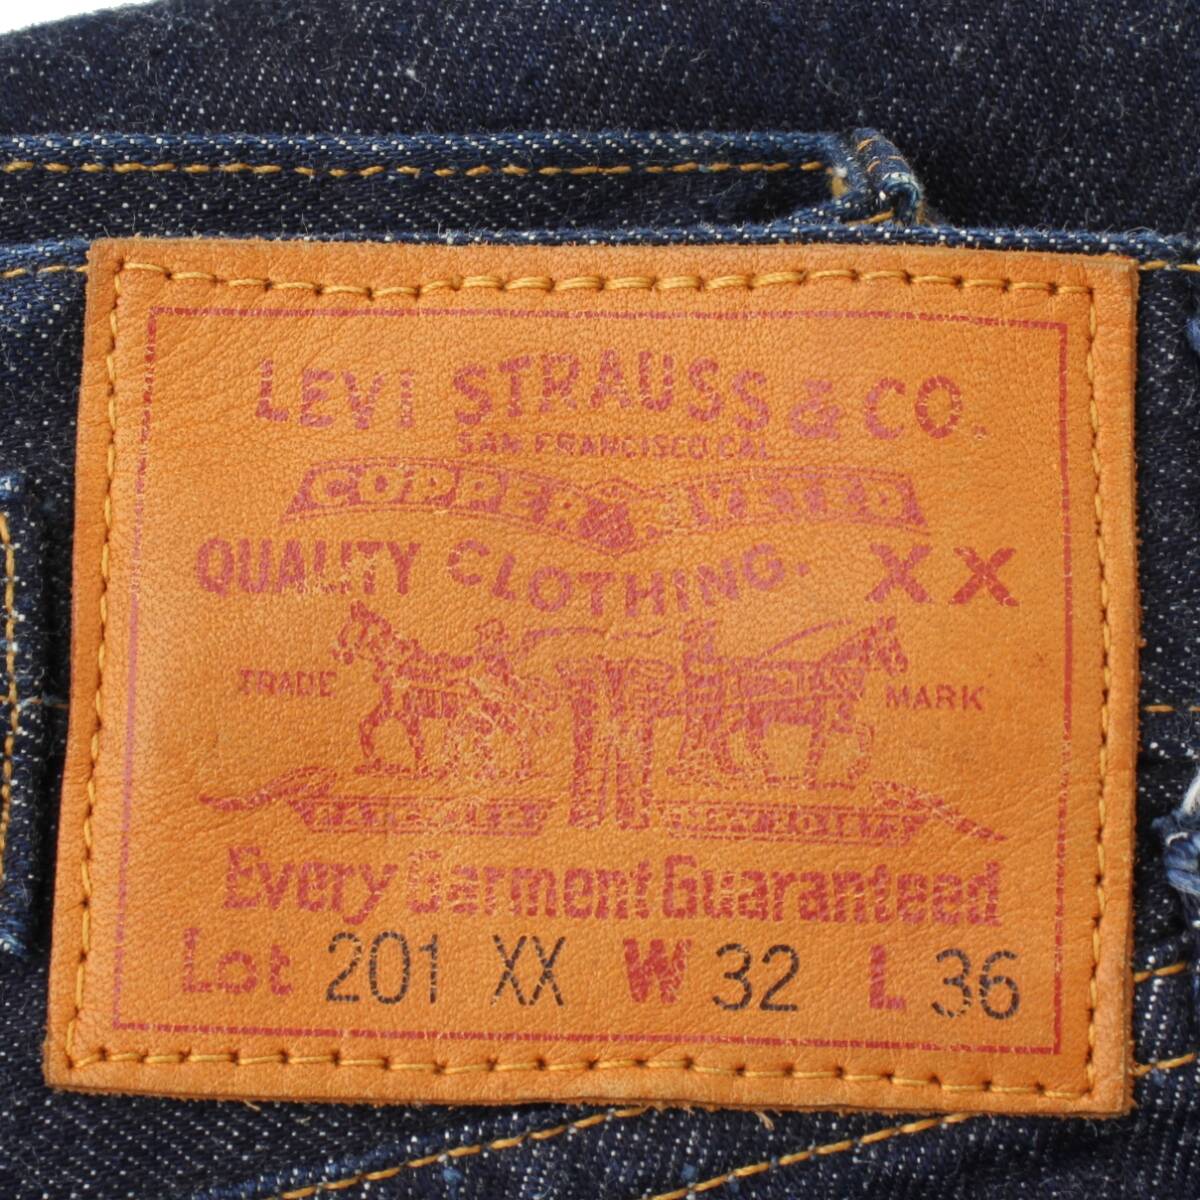 LEVI STRAUSS & CO.
SAN FRANCISCO CAL
COPPER RIVETED
QUALITY CLOTHING. XX
TRADE MARK
Every Garment Guaranteed
Lot 201 XX W 32 L 36